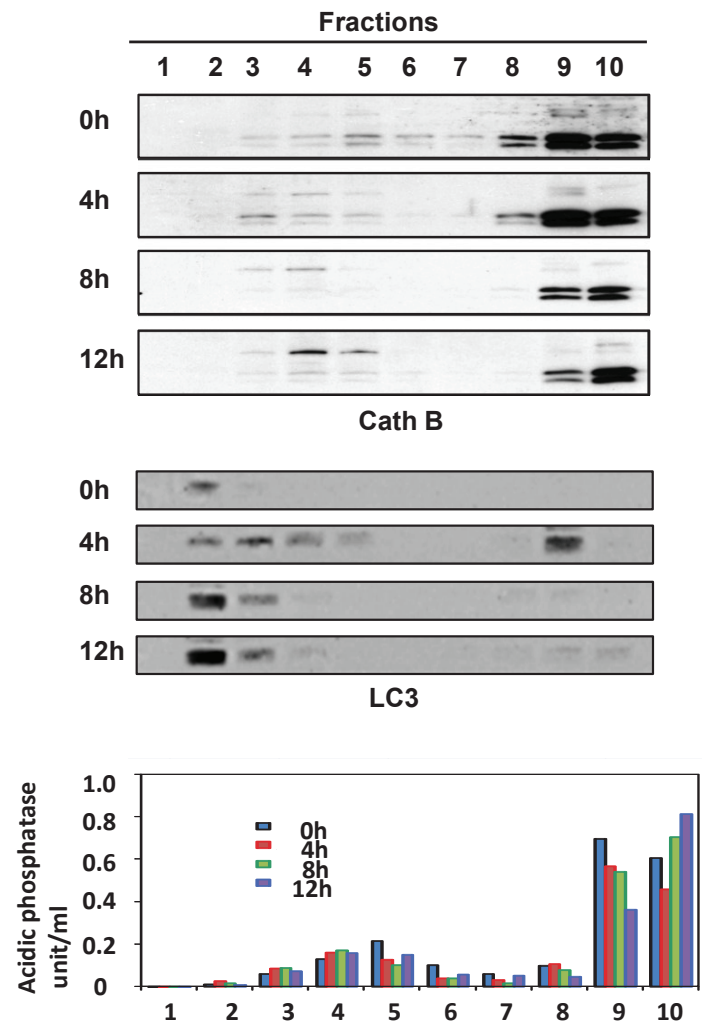 Fractions
1 2 3 4 5 6 7 8 9 10
0h
4h
8h
12h
Cath B
0h
4h
8h
12h
LC3
Acidic phosphatase
unit/ml
1.0
0.8
0.6
0.4
0.2
0
0h
4h
8h
12h
1 2 3 4 5 6 7 8 9 10